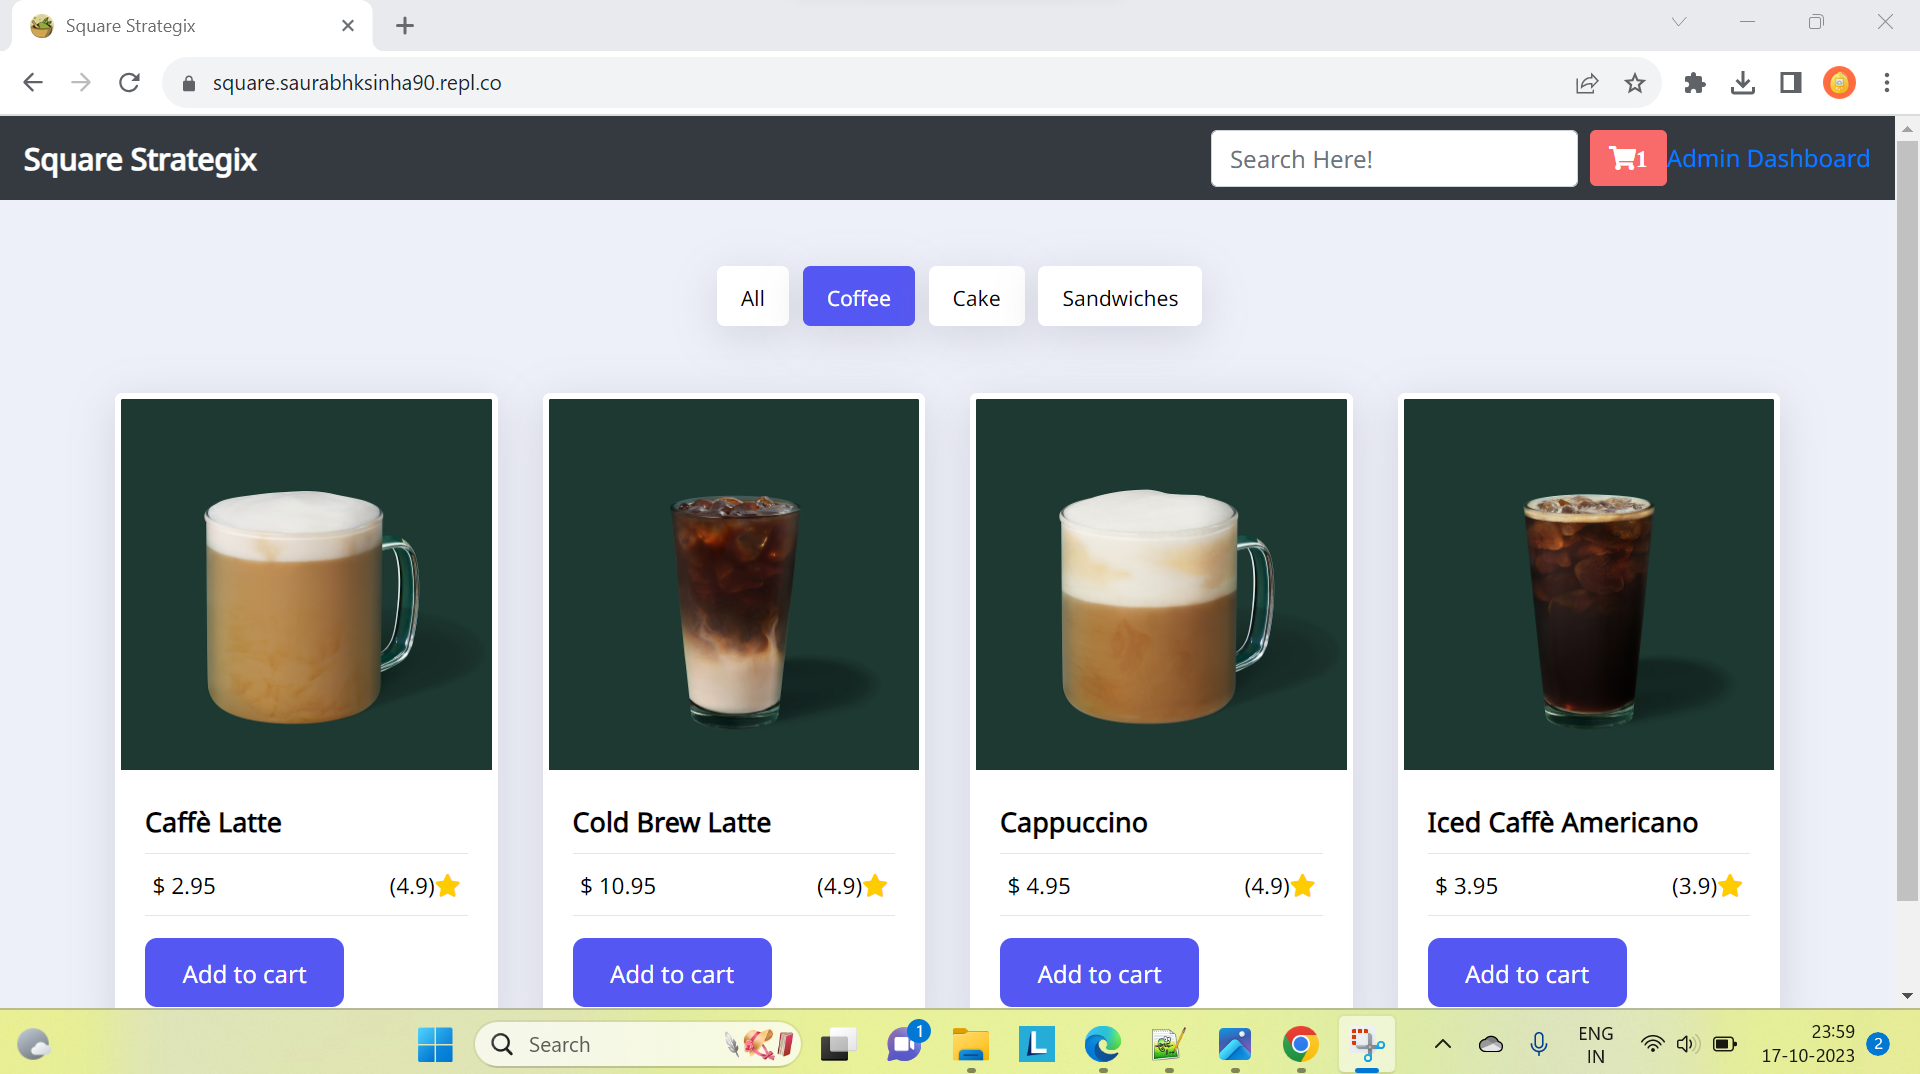 Square Strategix
square.saurabhksinha90.repl.co
Square Strategix
Search Here!
1
Admin Dashboard
All
Coffee
Cake
Sandwiches
Caffè Latte
$ 2.95
(4.9)
Add to cart
Cold Brew Latte
$ 10.95
(4.9)
Add to cart
Cappuccino
$ 4.95
(4.9)
Add to cart
Iced Caffè Americano
$ 3.95
(3.9)
Add to cart
Search
1
L
ENG
IN
23:59
17-10-2023
2